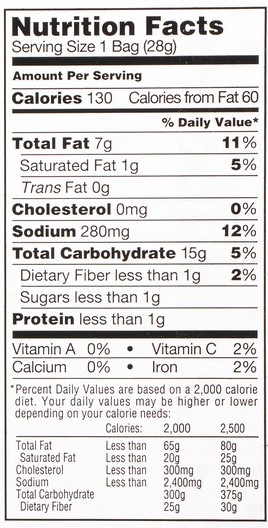 Nutrition Facts
Serving Size 1 Bag (28g)
Amount Per Serving
Calories 130 Calories from Fat 60
% Daily Value*
Total Fat 7g 11%
Saturated Fat 1g 5%
Trans Fat 0g
Cholesterol 0mg 0%
Sodium 280mg 12%
Total Carbohydrate 15g 5%
Dietary Fiber less than 1g 2%
Sugars less than 1g
Protein less than 1g
Vitamin A 0% • Vitamin C 2%
Calcium 0% • Iron 2%
*Percent Daily Values are based on a 2,000 calorie
diet. Your daily values may be higher or lower
depending on your calorie needs:
Calories: 2,000 2,500
Total Fat Less than 65g 80g
Saturated Fat Less than 20g 25g
Cholesterol Less than 300mg 300mg
Sodium Less than 2,400mg 2,400mg
Total Carbohydrate 300g 375g
Dietary Fiber 25g 30g